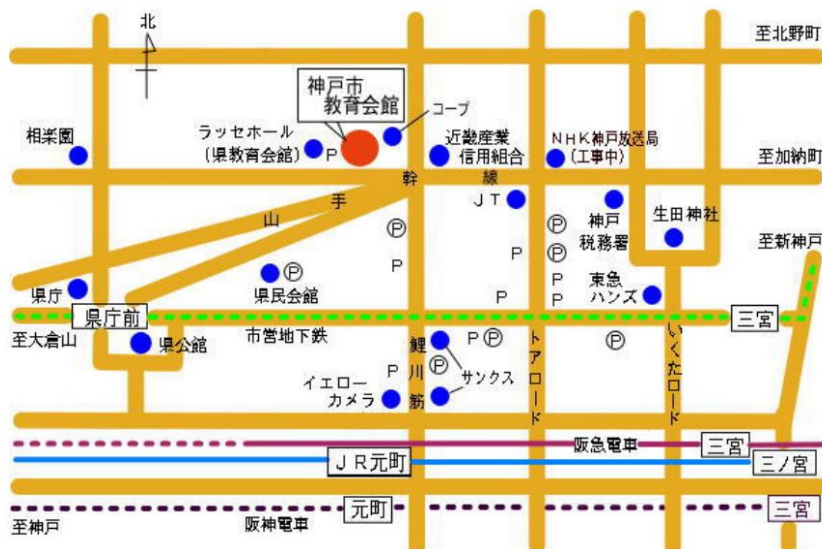 北
至北野町
神戸市
教育会館
コープ
相楽園
ラッセホール
(県教育会館)
P
近畿産業
信用組合
NHK神戸放送局
(工事中)
至加納町
山手幹線
JT
神戸
税務署
生田神社
至新神戸
P
P
P
P
P
県庁
県民会館
P
P
P
P
東急
ハンズ
県庁前
三宮
至大倉山
県公館
市営地下鉄
鯉川筋
P
P
トアロード
P
いくたロード
P
P
サンクス
イエロー
カメラ
阪急電車
三宮
JR元町
三ノ宮
元町
三宮
至神戸
阪神電車